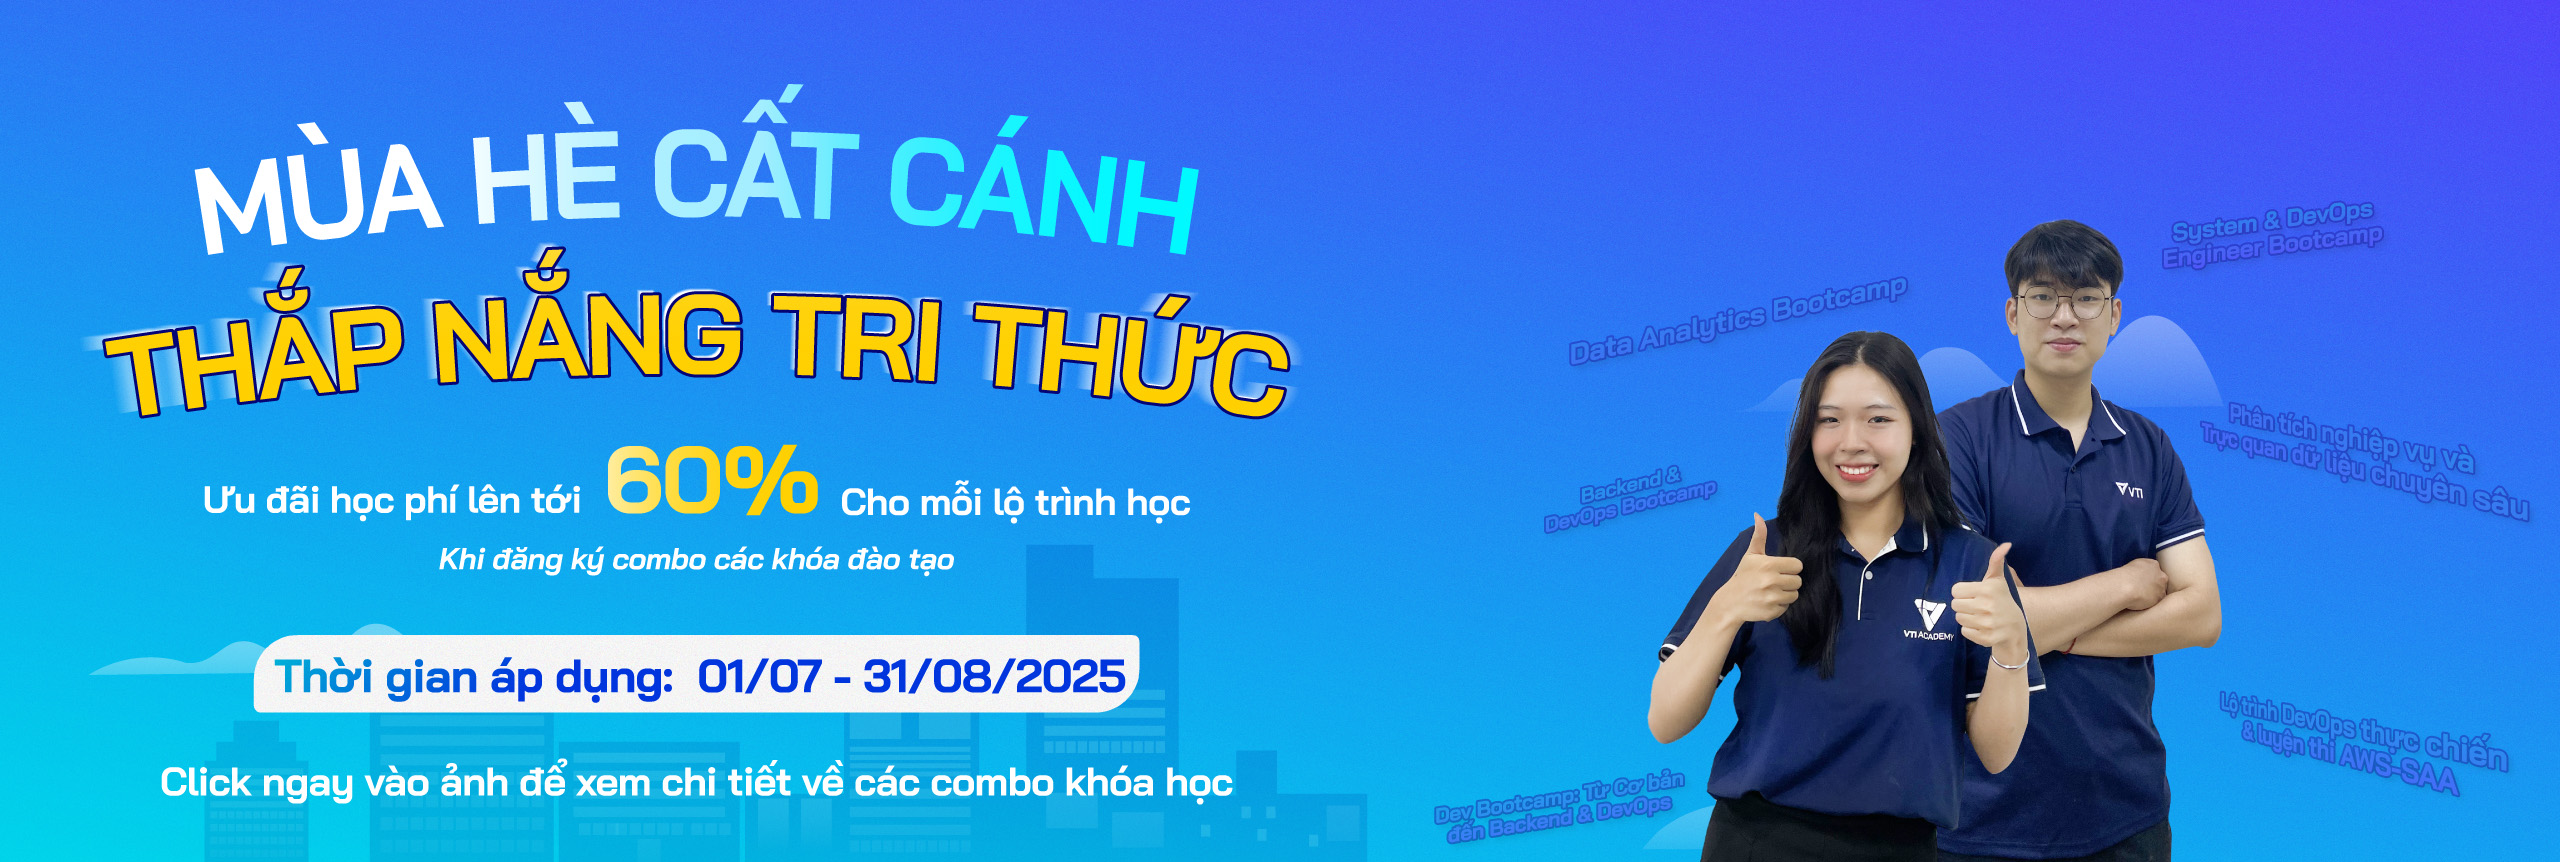 MÙA HÈ CẤT CÁNH
THẮP NẮNG TRI THỨC
Ưu đãi học phí lên tới 60% Cho mỗi lộ trình học
Khi đăng ký combo các khóa đào tạo
Thời gian áp dụng: 01/07 - 31/08/2025
Click ngay vào ảnh để xem chi tiết về các combo khóa học
System & DevOps
Engineer Bootcamp
Data Analytics Bootcamp
Phân tích nghiệp vụ và
Trực quan dữ liệu chuyên sâu
Backend &
DevOps Bootcamp
VTI
VTI ACADEMY
Lộ trình DevOps thực chiến
& luyện thi AWS-SAA
Dev Bootcamp: Từ Cơ bản
đến Backend & DevOps